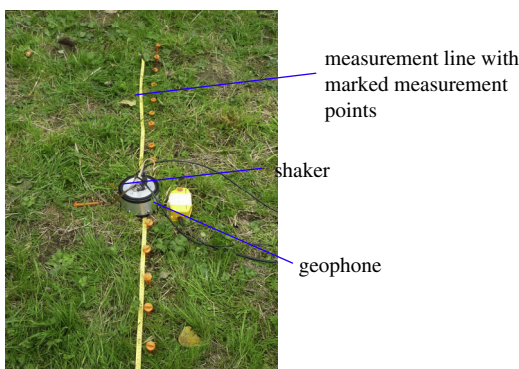 measurement line with
marked measurement
points
shaker
geophone